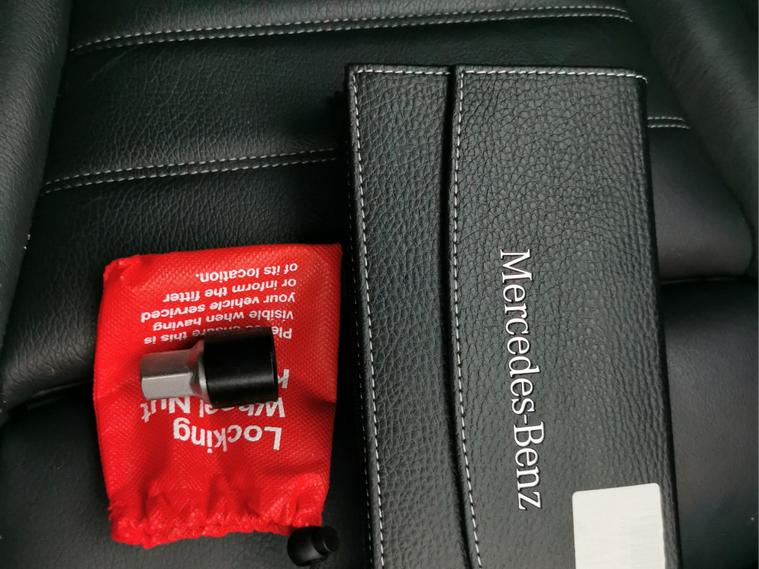 Locking
Wheel Nut
Please ensure this is
visible when having
your vehicle serviced
or inform the fitter
of its location.
Mercedes-Benz